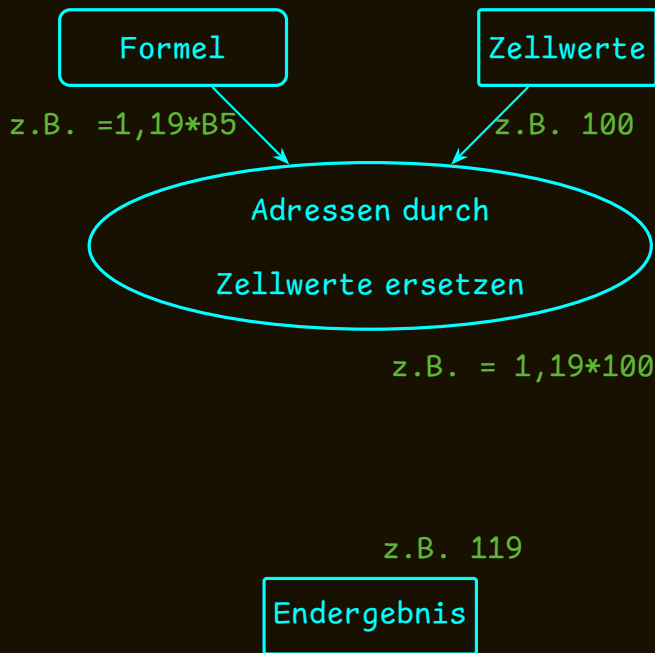 Formel
Zellwerte
z.B. =1,19*B5
z.B. 100
Adressen durch
Zellwerte ersetzen
z.B. = 1,19*100
z.B. 119
Endergebnis